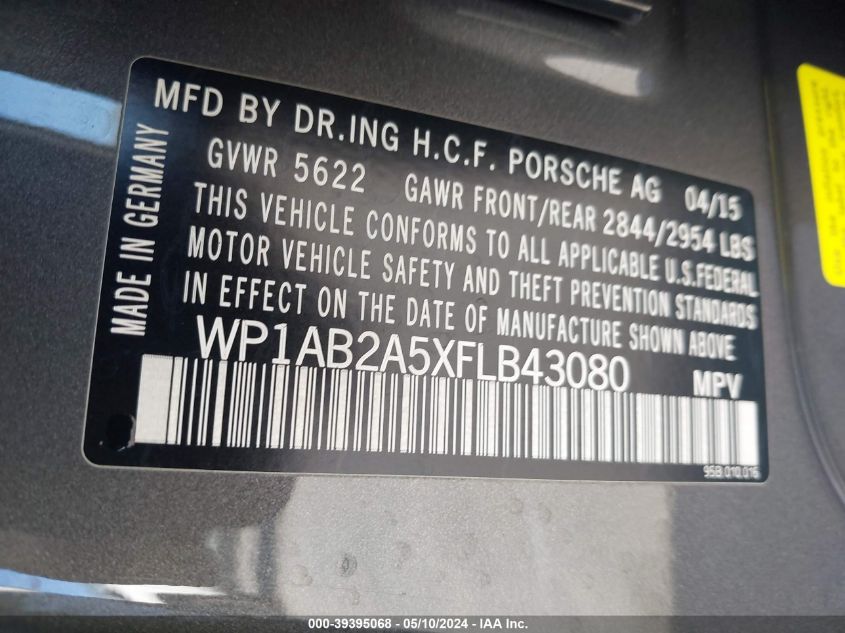 MFD BY DR.ING H.C.F. PORSCHE AG 04/15
GVWR 5622 GAWR FRONT/REAR 2844/2954 LBS
THIS VEHICLE CONFORMS TO ALL APPLICABLE U.S.FEDERAL
MOTOR VEHICLE SAFETY AND THEFT PREVENTION STANDARDS
IN EFFECT ON THE DATE OF MANUFACTURE SHOWN ABOVE
WP1AB2A5XFLB43080 MPV
MADE IN GERMANY
95B.010.016
000-39395068 - 05/10/2024 - IAA Inc.